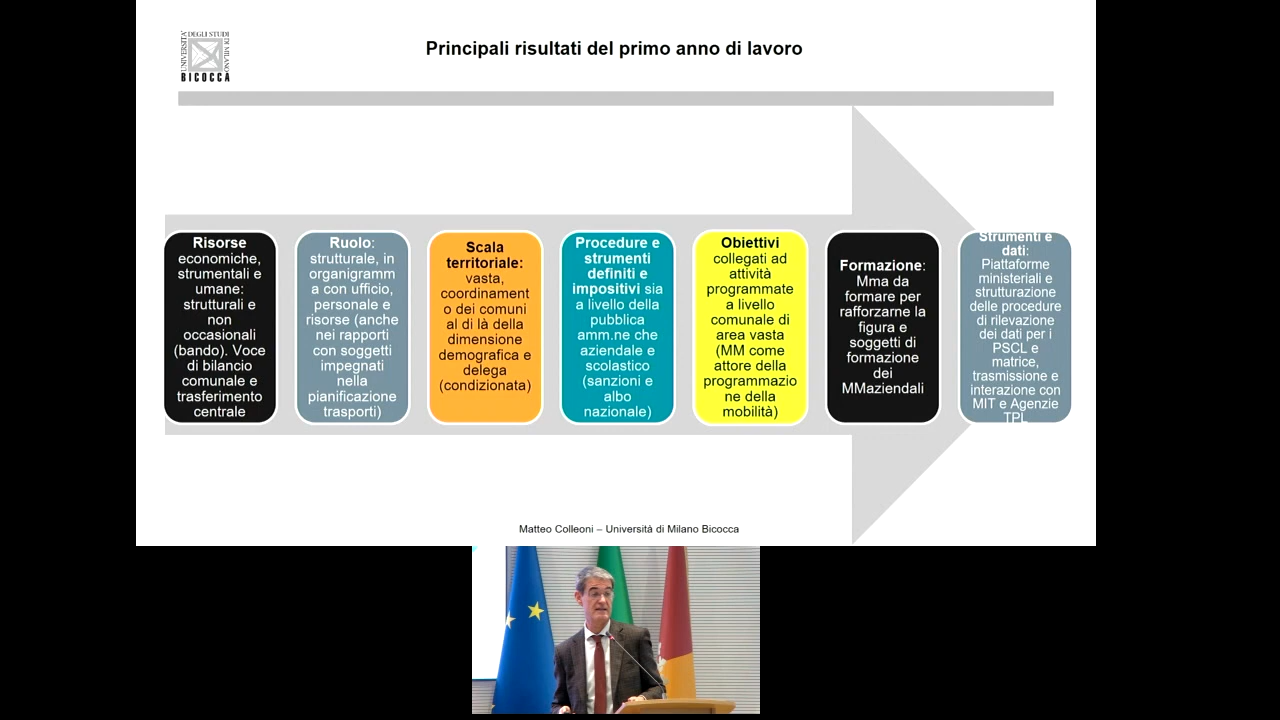 UNIVERSITA' DEGLI STUDI DI MILANO
BICOCCA
Principali risultati del primo anno di lavoro
Risorse
economiche,
strumentali e
umane:
strutturali e
non
occasionali
(bando). Voce
di bilancio
comunale e
trasferimento
centrale
Ruolo:
strutturale, in
organigramm
a con ufficio,
personale e
risorse (anche
nei rapporti
con soggetti
impegnati
nella
pianificazione
trasporti)
Scala
territoriale:
vasta,
coordinament
o dei comuni
al di là della
dimensione
demografica e
delega
(condizionata)
Procedure e
strumenti
definiti e
impositivi sia
a livello della
pubblica
amm.ne che
aziendale e
scolastico
(sanzioni e
albo
nazionale)
Obiettivi
collegati ad
attività
programmate
a livello
comunale di
area vasta
(MM come
attore della
programmazio
ne della
mobilità)
Formazione:
Mma da
formare per
rafforzarne la
figura e
soggetti di
formazione
dei
MMaziendali
Strumenti e
dati:
Piattaforme
ministeriali e
strutturazione
delle procedure
di rilevazione
dei dati per i
PSCL e
matrice,
trasmissione e
interazione con
MIT e Agenzie
TPL
Matteo Colleoni – Università di Milano Bicocca